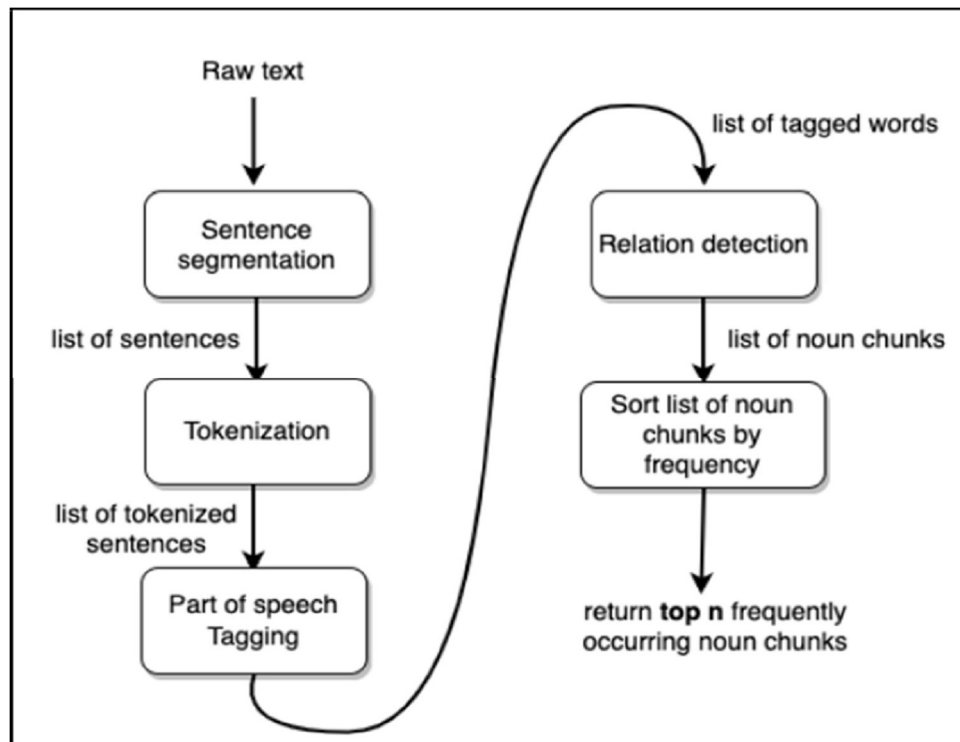 Raw text
Sentence
segmentation
list of sentences
Tokenization
list of tokenized
sentences
Part of speech
Tagging
list of tagged words
Relation detection
list of noun chunks
Sort list of noun
chunks by
frequency
return top n frequently
occurring noun chunks